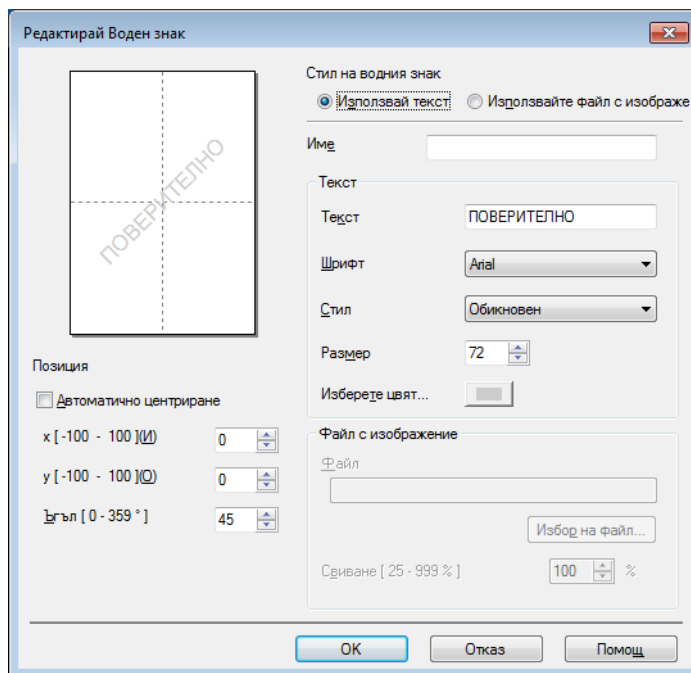 Редактирай Воден знак
ПОВЕРИТЕЛНО
Позиция
Автоматично центриране
x [ -100 - 100 ](И) 0
y [ -100 - 100 ](О) 0
Ъгъл [ 0 - 359 ° ] 45
Стил на водния знак
Използвай текст Използвайте файл с изображе
Име
Текст
Текст ПОВЕРИТЕЛНО
Шрифт Arial
Стил Обикновен
Размер 72
Изберете цвят...
Файл с изображение
Файл
Избор на файл...
Свиване [ 25 - 999 % ] 100 %
OK Отказ Помощ